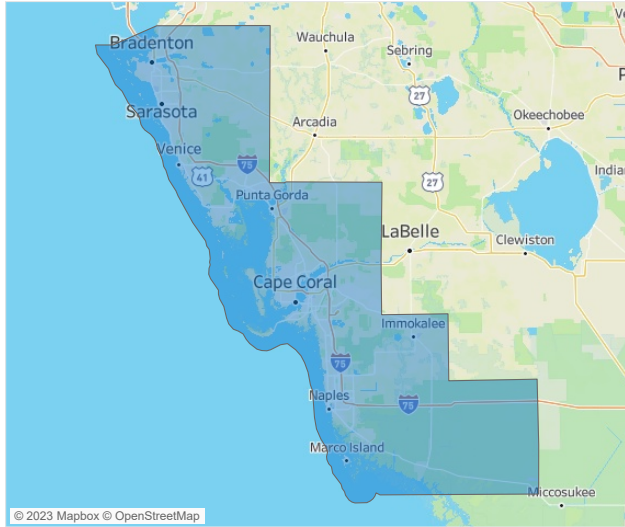 Wauchula
Bradenton
Sebring
27
Sarasota
Arcadia
Okeechobee
Venice
75
41
27
Punta Gorda
LaBelle
Clewiston
Cape Coral
Immokalee
75
Naples
75
Marco Island
Miccosukee
© 2023 Mapbox © OpenStreetMap